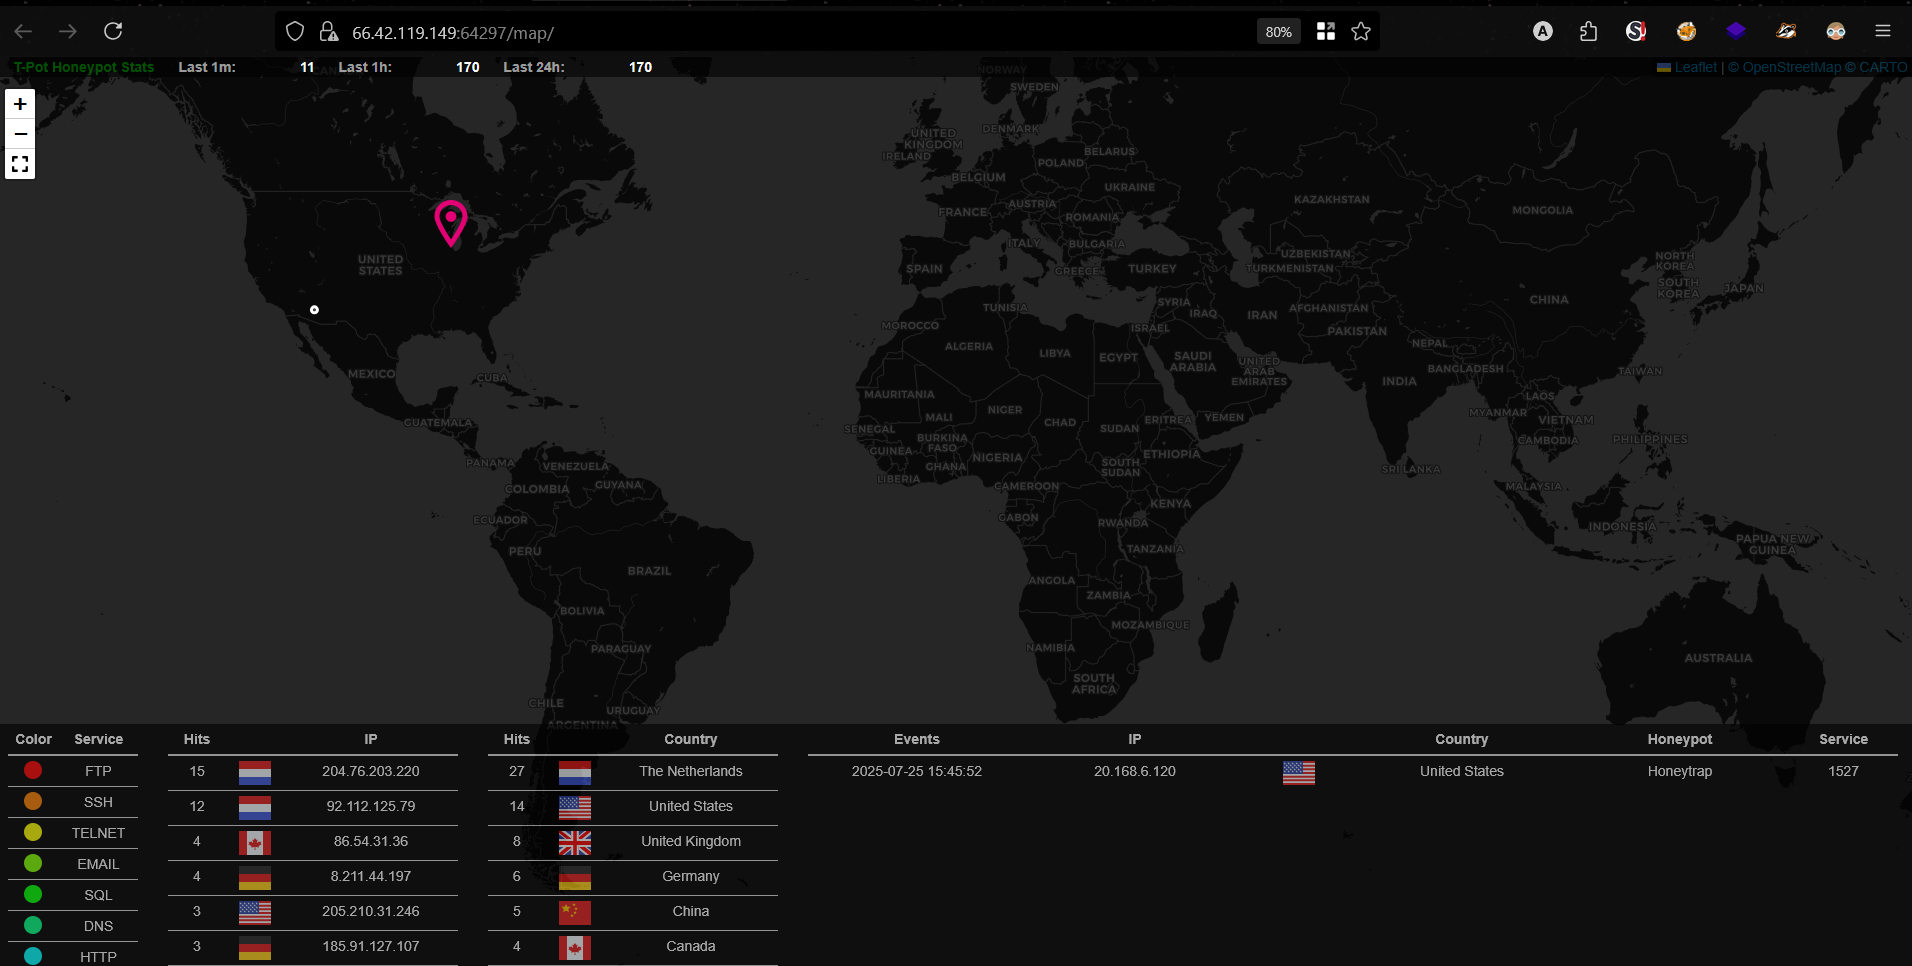 66.42.119.149:64297/map/
80%
T-Pot Honeypot Stats Last 1m: 11 Last 1h: 170 Last 24h: 170
Leaflet | © OpenStreetMap © CARTO
+
−
NORWAY
SWEDEN
DENMARK
UNITED
KINGDOM
IRELAND
BELARUS
POLAND
BELGIUM
UKRAINE
KAZAKHSTAN
AUSTRIA
FRANCE
ROMANIA
MONGOLIA
ITALY
BULGARIA
UNITED
STATES
SPAIN
GREECE
TURKEY
UZBEKISTAN
TURKMENISTAN
NORTH
KOREA
SOUTH
KOREA
JAPAN
CHINA
TUNISIA
SYRIA
IRAQ
IRAN
AFGHANISTAN
MOROCCO
ISRAEL
PAKISTAN
ALGERIA
LIBYA
EGYPT
SAUDI
ARABIA
UNITED
ARAB
EMIRATES
NEPAL
BANGLADESH
TAIWAN
MEXICO
CUBA
INDIA
MAURITANIA
LAOS
MYANMAR
VIETNAM
MALI
NIGER
CHAD
SUDAN
ERITREA
YEMEN
GUATEMALA
SENEGAL
BURKINA
FASO
CAMBODIA
PHILIPPINES
GUINEA
GHANA
NIGERIA
SOUTH
SUDAN
ETHIOPIA
PANAMA
VENEZUELA
SRI LANKA
LIBERIA
CAMEROON
MALAYSIA
COLOMBIA
GUYANA
KENYA
ECUADOR
GABON
RWANDA
INDONESIA
PERU
TANZANIA
PAPUA NEW
GUINEA
BRAZIL
ANGOLA
ZAMBIA
BOLIVIA
MOZAMBIQUE
PARAGUAY
NAMIBIA
AUSTRALIA
SOUTH
AFRICA
CHILE
URUGUAY
ARGENTINA
Color Service
FTP
SSH
TELNET
EMAIL
SQL
DNS
HTTP
Hits IP
15 204.76.203.220
12 92.112.125.79
4 86.54.31.36
4 8.211.44.197
3 205.210.31.246
3 185.91.127.107
Hits Country
27 The Netherlands
14 United States
8 United Kingdom
6 Germany
5 China
4 Canada
Events IP Country Honeypot Service
2025-07-25 15:45:52 20.168.6.120 United States Honeytrap 1527